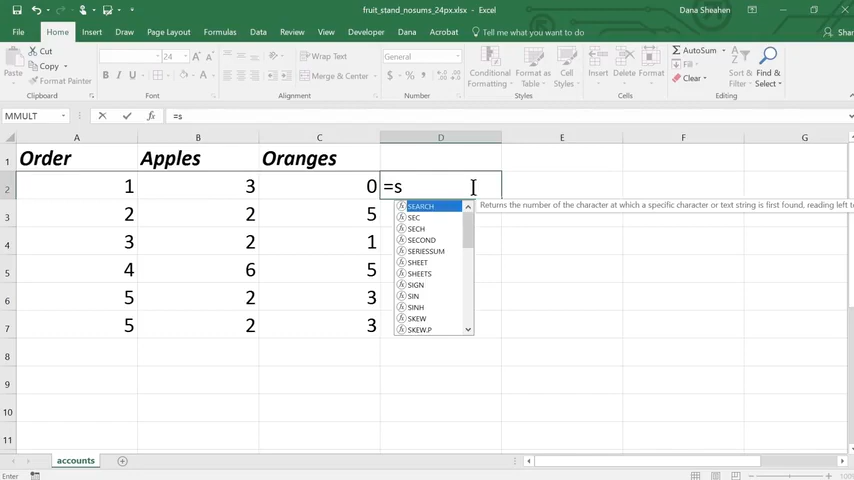 fruit_stand_nosums_24px.xlsx - Excel
Dana Sheahen
File Home Insert Draw Page Layout Formulas Data Review View Developer Dana Acrobat Tell me what you want to do
Cut
Copy
Format Painter
Paste
Clipboard
24
B I U
Font
Wrap Text
Merge & Center
Alignment
$ % ,
Number
Conditional Formatting
Format as Table
Cell Styles
Styles
Insert Delete Format
Cells
AutoSum
Fill
Clear
Sort & Filter
Find & Select
Editing
MMULT =s
A B C D E F G
1 Order Apples Oranges
2 1 3 0 =s
3 2 2 5
4 3 2 1
5 4 6 5
6 5 2 3
7 5 2 3
8
9
10
11
SEARCH
SEC
SECH
SECOND
SERIESSUM
SHEET
SHEETS
SIGN
SIN
SINH
SKEW
SKEW.P
Returns the number of the character at which a specific character or text string is first found, reading left to
accounts
Enter